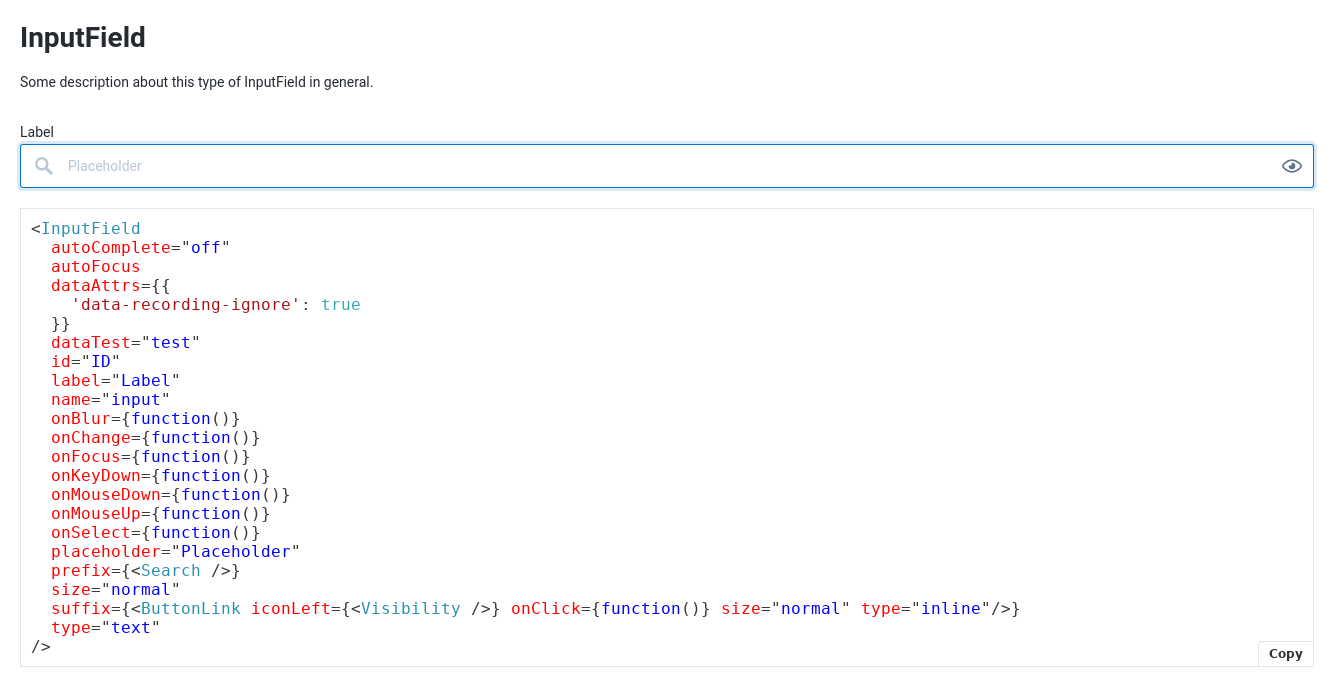 InputField
Some description about this type of InputField in general.
Label
Placeholder
<InputField
  autoComplete="off"
  autoFocus
  dataAttrs={{
    'data-recording-ignore': true
  }}
  dataTest="test"
  id="ID"
  label="Label"
  name="input"
  onBlur={function()}
  onChange={function()}
  onFocus={function()}
  onKeyDown={function()}
  onMouseDown={function()}
  onMouseUp={function()}
  onSelect={function()}
  placeholder="Placeholder"
  prefix={<Search />}
  size="normal"
  suffix={<ButtonLink iconLeft={<Visibility />} onClick={function()} size="normal" type="inline"/>}
  type="text"
/>
Copy